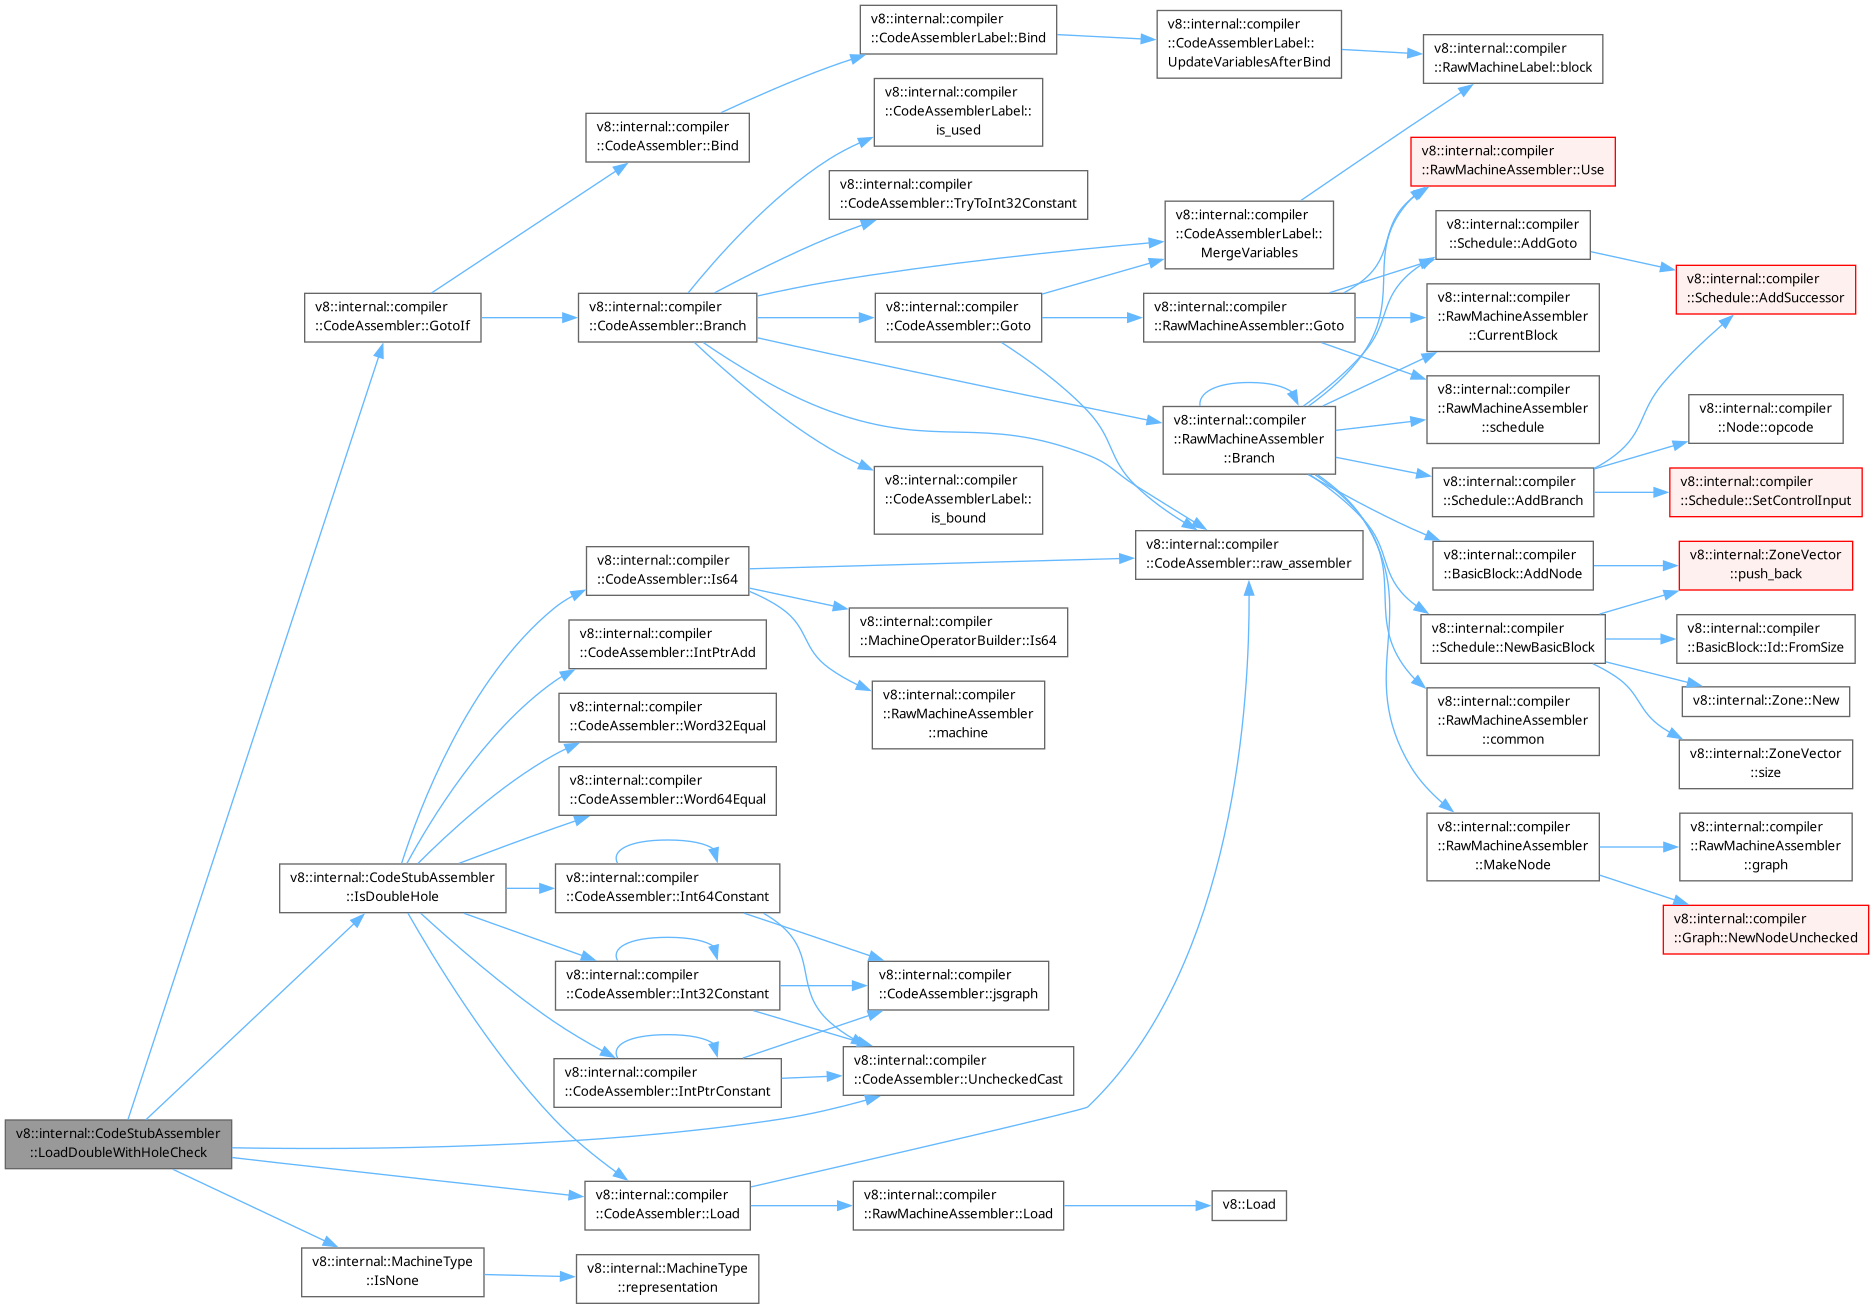 v8::internal::compiler
::CodeAssemblerLabel::Bind
v8::internal::compiler
::CodeAssemblerLabel::
UpdateVariablesAfterBind
v8::internal::compiler
::RawMachineLabel::block
v8::internal::compiler
::CodeAssemblerLabel::
is_used
v8::internal::compiler
::CodeAssembler::Bind
v8::internal::compiler
::RawMachineAssembler::Use
v8::internal::compiler
::CodeAssembler::TryToInt32Constant
v8::internal::compiler
::CodeAssemblerLabel::
MergeVariables
v8::internal::compiler
::Schedule::AddGoto
v8::internal::compiler
::Schedule::AddSuccessor
v8::internal::compiler
::CodeAssembler::GotoIf
v8::internal::compiler
::CodeAssembler::Branch
v8::internal::compiler
::CodeAssembler::Goto
v8::internal::compiler
::RawMachineAssembler::Goto
v8::internal::compiler
::RawMachineAssembler
::CurrentBlock
v8::internal::compiler
::RawMachineAssembler
::schedule
v8::internal::compiler
::Node::opcode
v8::internal::compiler
::RawMachineAssembler
::Branch
v8::internal::compiler
::CodeAssemblerLabel::
is_bound
v8::internal::compiler
::Schedule::AddBranch
v8::internal::compiler
::Schedule::SetControlInput
v8::internal::compiler
::CodeAssembler::raw_assembler
v8::internal::compiler
::BasicBlock::AddNode
v8::internal::ZoneVector
::push_back
v8::internal::compiler
::CodeAssembler::Is64
v8::internal::compiler
::MachineOperatorBuilder::Is64
v8::internal::compiler
::Schedule::NewBasicBlock
v8::internal::compiler
::BasicBlock::Id::FromSize
v8::internal::compiler
::CodeAssembler::IntPtrAdd
v8::internal::compiler
::RawMachineAssembler
::machine
v8::internal::Zone::New
v8::internal::compiler
::CodeAssembler::Word32Equal
v8::internal::compiler
::RawMachineAssembler
::common
v8::internal::ZoneVector
::size
v8::internal::compiler
::CodeAssembler::Word64Equal
v8::internal::compiler
::RawMachineAssembler
::MakeNode
v8::internal::compiler
::RawMachineAssembler
::graph
v8::internal::CodeStubAssembler
::IsDoubleHole
v8::internal::compiler
::CodeAssembler::Int64Constant
v8::internal::compiler
::Graph::NewNodeUnchecked
v8::internal::compiler
::CodeAssembler::Int32Constant
v8::internal::compiler
::CodeAssembler::jsgraph
v8::internal::compiler
::CodeAssembler::IntPtrConstant
v8::internal::compiler
::CodeAssembler::UncheckedCast
v8::internal::CodeStubAssembler
::LoadDoubleWithHoleCheck
v8::internal::compiler
::CodeAssembler::Load
v8::internal::compiler
::RawMachineAssembler::Load
v8::Load
v8::internal::MachineType
::IsNone
v8::internal::MachineType
::representation